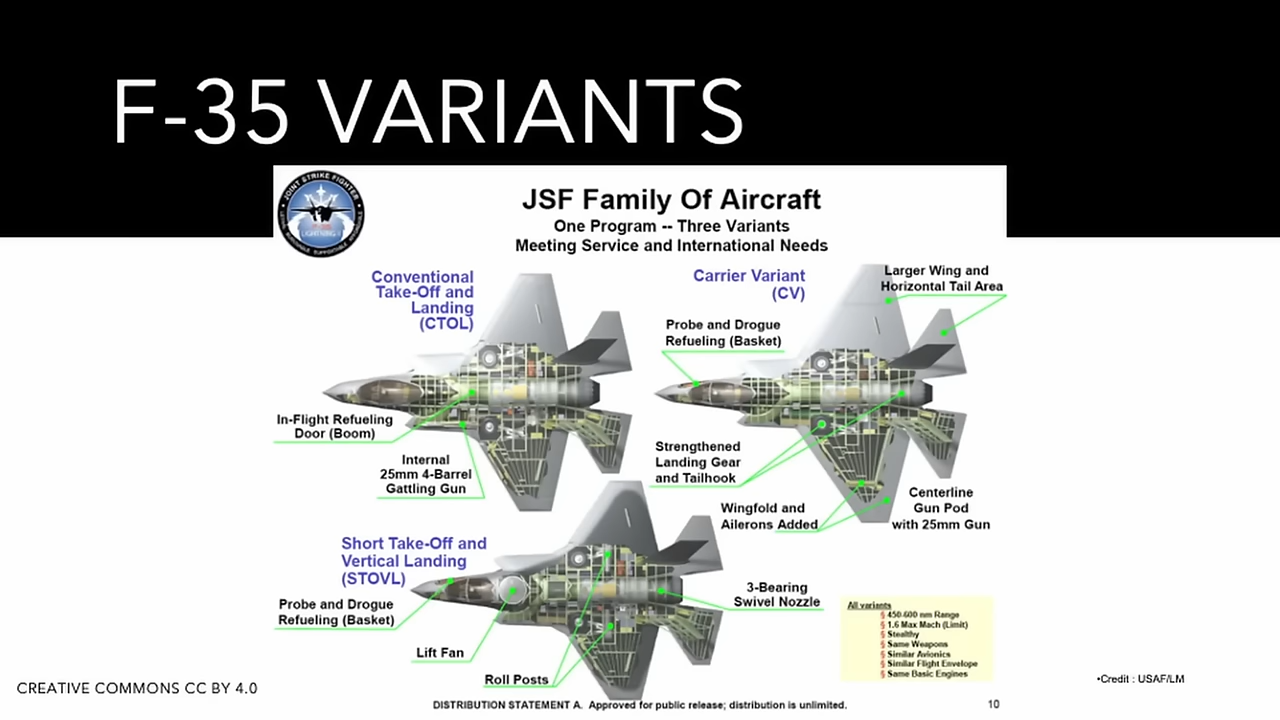 F-35 VARIANTS
JOINT STRIKE FIGHTER
LIGHTNING II
JSF Family Of Aircraft
One Program -- Three Variants
Meeting Service and International Needs
Conventional
Take-Off and
Landing
(CTOL)
In-Flight Refueling
Door (Boom)
Internal
25mm 4-Barrel
Gattling Gun
Carrier Variant
(CV)
Larger Wing and
Horizontal Tail Area
Probe and Drogue
Refueling (Basket)
Strengthened
Landing Gear
and Tailhook
Wingfold and
Ailerons Added
Centerline
Gun Pod
with 25mm Gun
Short Take-Off and
Vertical Landing
(STOVL)
Probe and Drogue
Refueling (Basket)
Lift Fan
Roll Posts
3-Bearing
Swivel Nozzle
All variants
§ 450-600 nm Range
§ 1.6 Max Mach (Limit)
§ Stealthy
§ Same Weapons
§ Similar Avionics
§ Similar Flight Envelope
§ Same Basic Engines
CREATIVE COMMONS CC BY 4.0
•Credit : USAF/LM
DISTRIBUTION STATEMENT A. Approved for public release; distribution is unlimited.
10